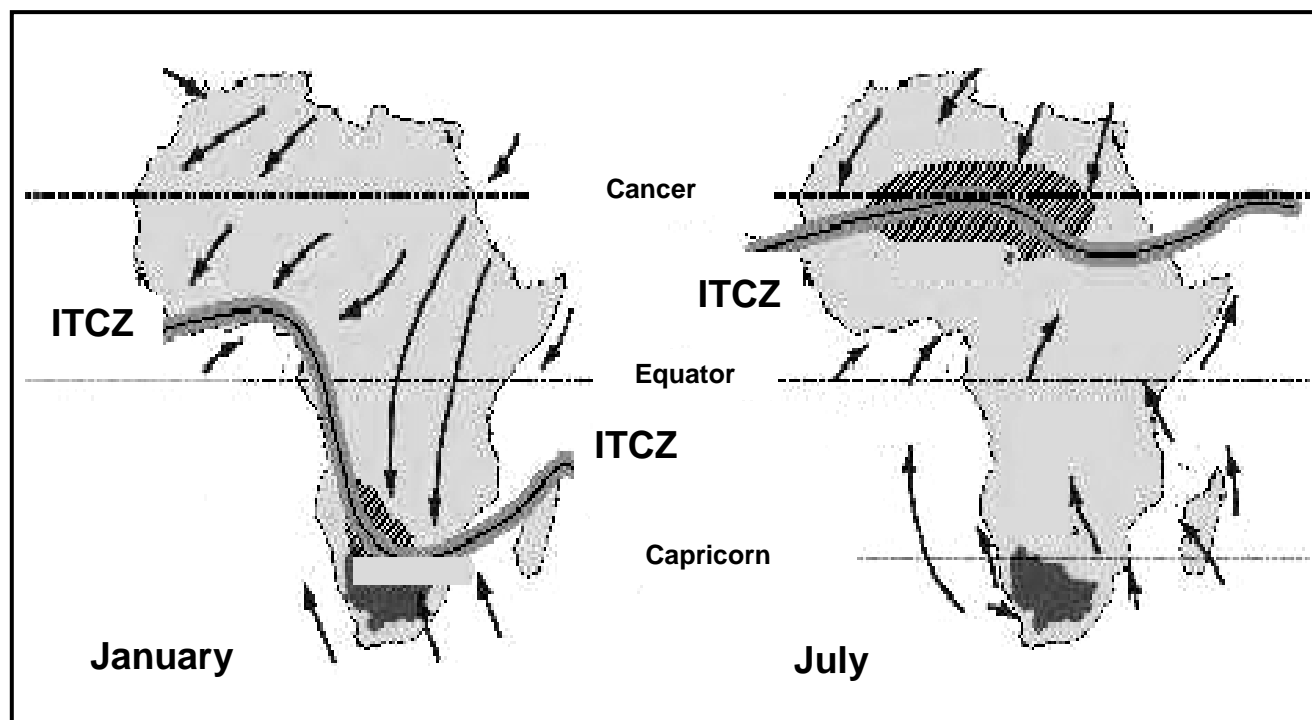 Cancer
ITCZ
ITCZ
Equator
ITCZ
Capricorn
January
July